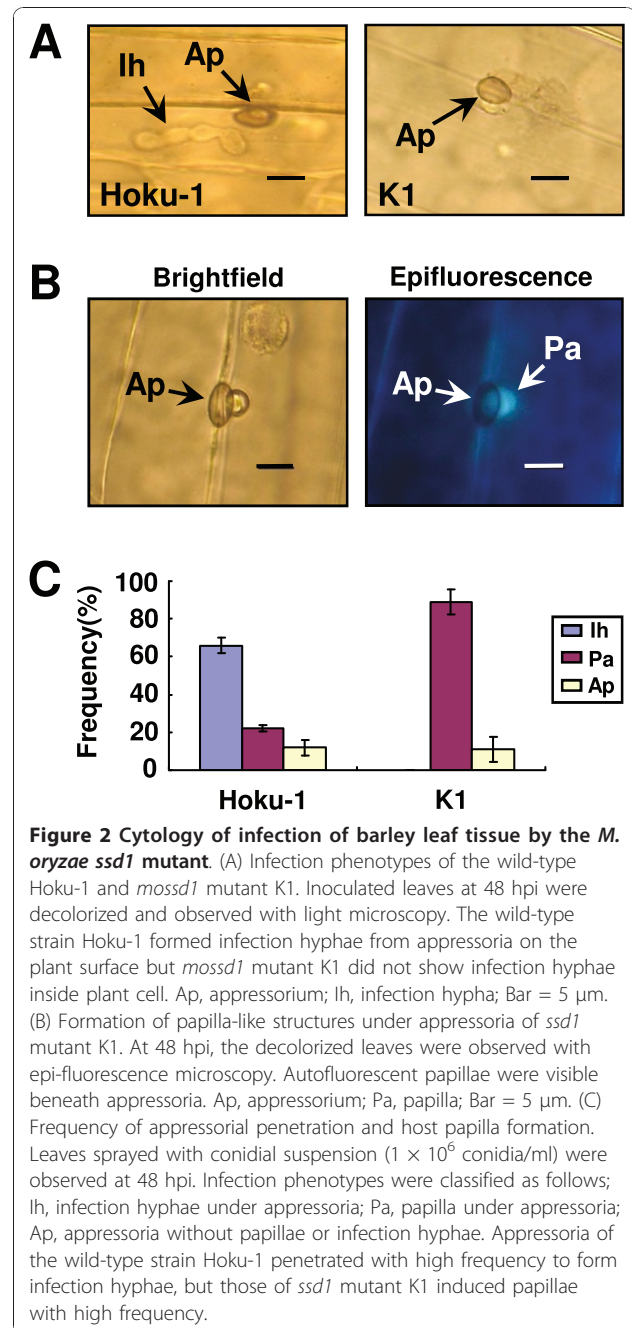 A
Ih
Ap
Hoku-1
Ap
K1
B
Brightfield
Epifluorescence
Ap
Ap
Pa
C
Frequency(%)
100
80
60
40
20
0
Hoku-1
K1
Ih
Pa
Ap
Figure 2 Cytology of infection of barley leaf tissue by the M.
oryzae ssd1 mutant. (A) Infection phenotypes of the wild-type
Hoku-1 and mossd1 mutant K1. Inoculated leaves at 48 hpi were
decolorized and observed with light microscopy. The wild-type
strain Hoku-1 formed infection hyphae from appressoria on the
plant surface but mossd1 mutant K1 did not show infection hyphae
inside plant cell. Ap, appressorium; Ih, infection hypha; Bar = 5 μm.
(B) Formation of papilla-like structures under appressoria of ssd1
mutant K1. At 48 hpi, the decolorized leaves were observed with
epi-fluorescence microscopy. Autofluorescent papillae were visible
beneath appressoria. Ap, appressorium; Pa, papilla; Bar = 5 μm. (C)
Frequency of appressorial penetration and host papilla formation.
Leaves sprayed with conidial suspension (1 × 10⁶ conidia/ml) were
observed at 48 hpi. Infection phenotypes were classified as follows;
Ih, infection hyphae under appressoria; Pa, papilla under appressoria;
Ap, appressoria without papillae or infection hyphae. Appressoria of
the wild-type strain Hoku-1 penetrated with high frequency to form
infection hyphae, but those of ssd1 mutant K1 induced papillae
with high frequency.